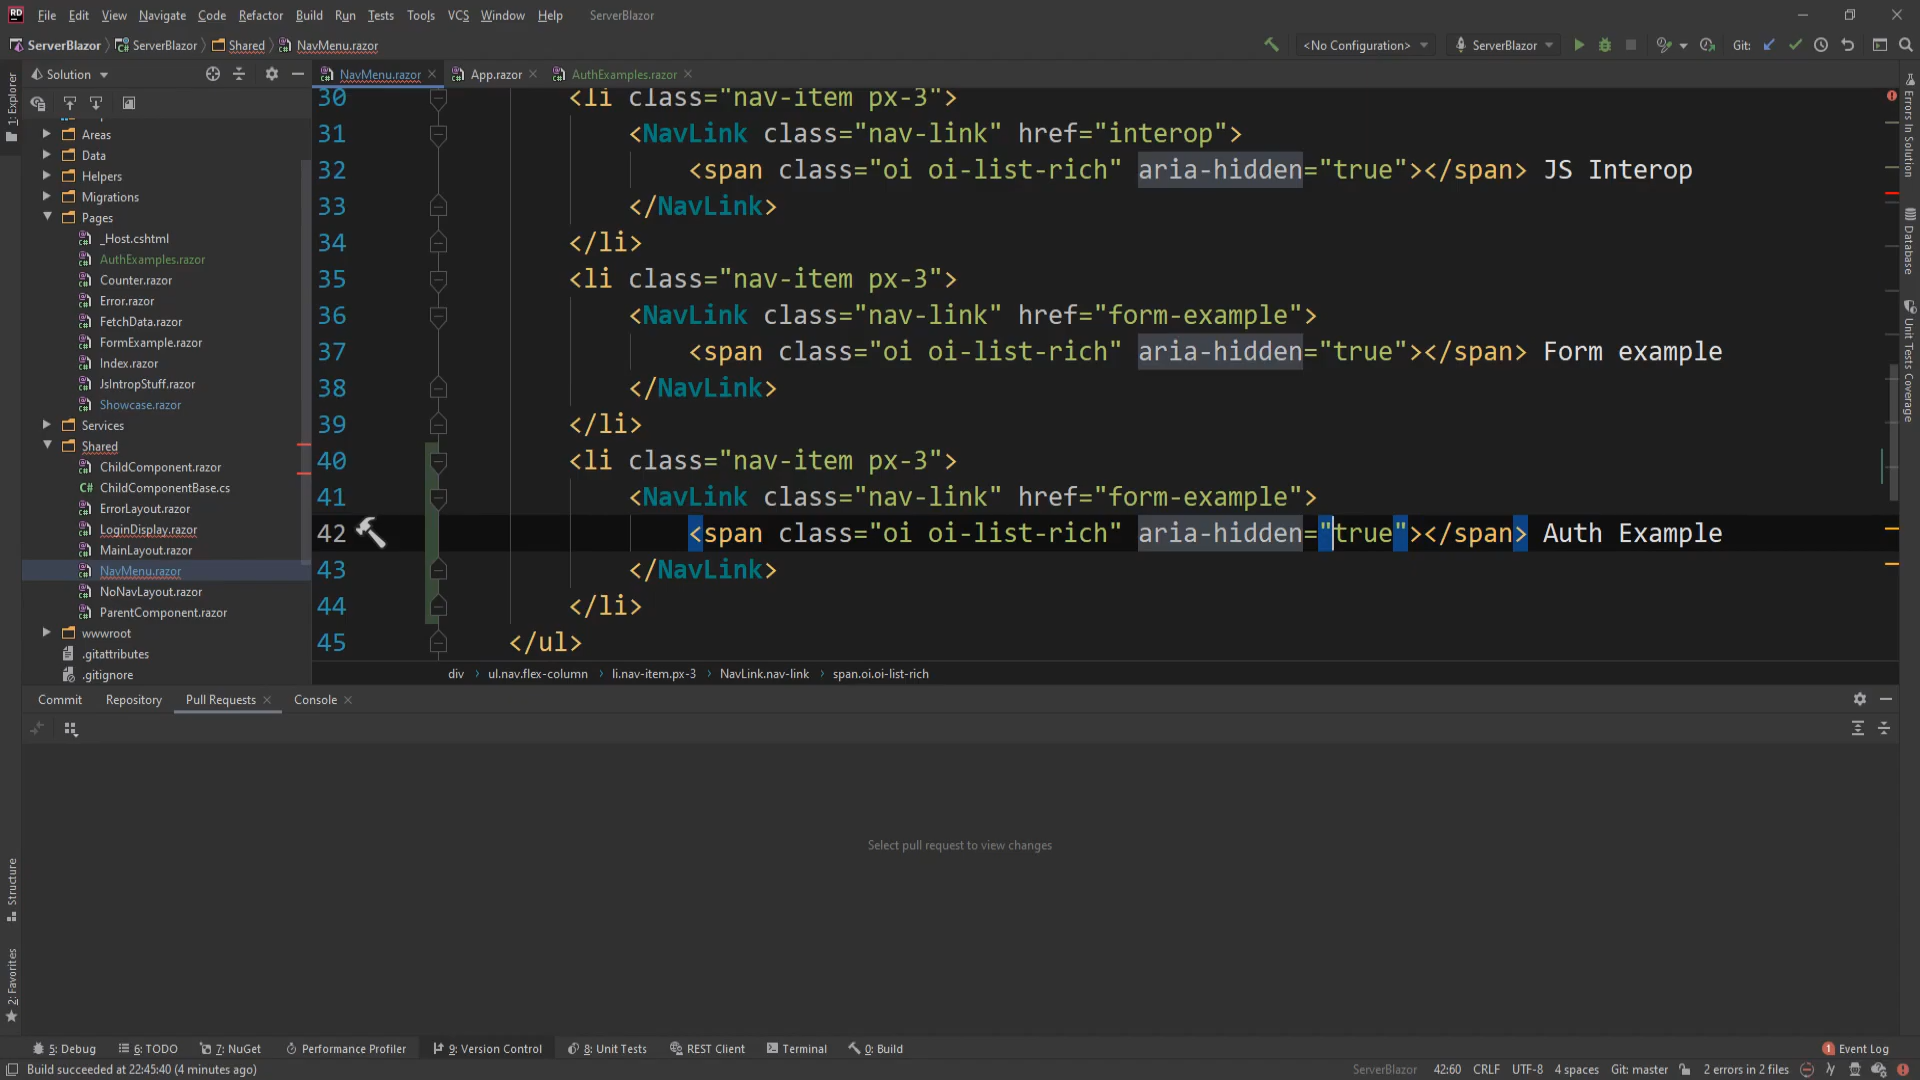 File Edit View Navigate Code Refactor Build Run Tests Tools VCS Window Help ServerBlazor
ServerBlazor ServerBlazor Shared NavMenu.razor <No Configuration> ServerBlazor Git:
Solution NavMenu.razor App.razor AuthExamples.razor
1: Explorer
Areas
Data
Helpers
Migrations
Pages
_Host.cshtml
AuthExamples.razor
Counter.razor
Error.razor
FetchData.razor
FormExample.razor
Index.razor
JsIntropStuff.razor
Showcase.razor
Services
Shared
ChildComponent.razor
C# ChildComponentBase.cs
ErrorLayout.razor
LoginDisplay.razor
MainLayout.razor
NavMenu.razor
NoNavLayout.razor
ParentComponent.razor
wwwroot
.gitattributes
.gitignore
30 <li class="nav-item px-3">
31 <NavLink class="nav-link" href="interop">
32 <span class="oi oi-list-rich" aria-hidden="true"></span> JS Interop
33 </NavLink>
34 </li>
35 <li class="nav-item px-3">
36 <NavLink class="nav-link" href="form-example">
37 <span class="oi oi-list-rich" aria-hidden="true"></span> Form example
38 </NavLink>
39 </li>
40 <li class="nav-item px-3">
41 <NavLink class="nav-link" href="form-example">
42 <span class="oi oi-list-rich" aria-hidden="true"></span> Auth Example
43 </NavLink>
44 </li>
45 </ul>
div ul.nav.flex-column li.nav-item.px-3 NavLink.nav-link span.oi.oi-list-rich
Errors In Solution
Database
Unit Tests Coverage
Commit Repository Pull Requests Console
Select pull request to view changes
Structure
2: Favorites
5: Debug 6: TODO 7: NuGet Performance Profiler 9: Version Control 8: Unit Tests REST Client Terminal 0: Build 1 Event Log
Build succeeded at 22:45:40 (4 minutes ago) ServerBlazor 42:60 CRLF UTF-8 4 spaces Git: master 2 errors in 2 files